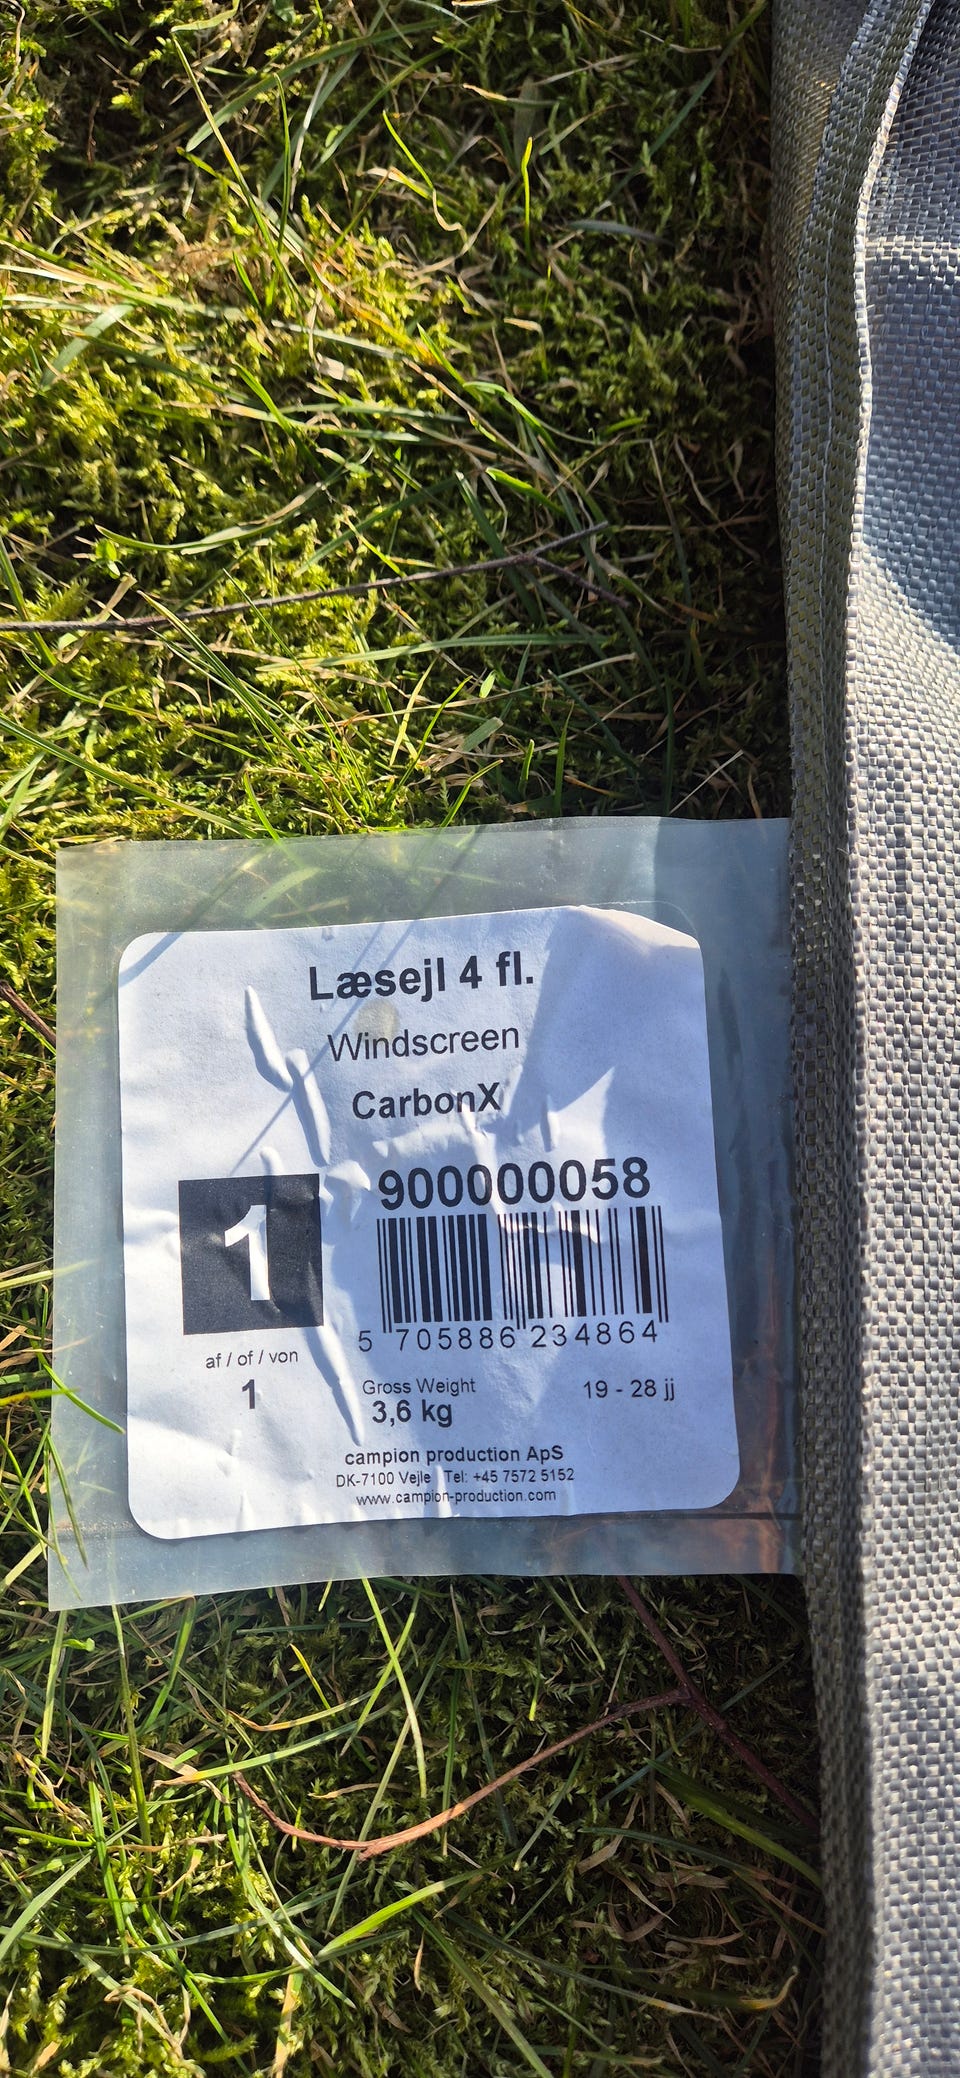 Læsejl 4 fl.
Windscreen
CarbonX
900000058
1
5 705886 234864
af / of / von
1
Gross Weight
3,6 kg
19 - 28 jj
campion production ApS
DK-7100 Vejle Tel: +45 7572 5152
www.campion-production.com